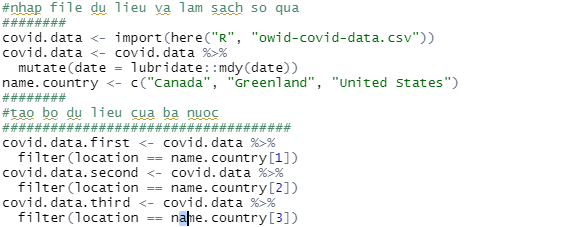 #nhap file du lieu va lam sach so qua
########
covid.data <- import(here("R", "owid-covid-data.csv"))
covid.data <- covid.data %>%
  mutate(date = lubridate::mdy(date))
name.country <- c("Canada", "Greenland", "United States")
########
#tao bo du lieu cua ba nuoc
####################################
covid.data.first <- covid.data %>%
  filter(location == name.country[1])
covid.data.second <- covid.data %>%
  filter(location == name.country[2])
covid.data.third <- covid.data %>%
  filter(location == name.country[3])